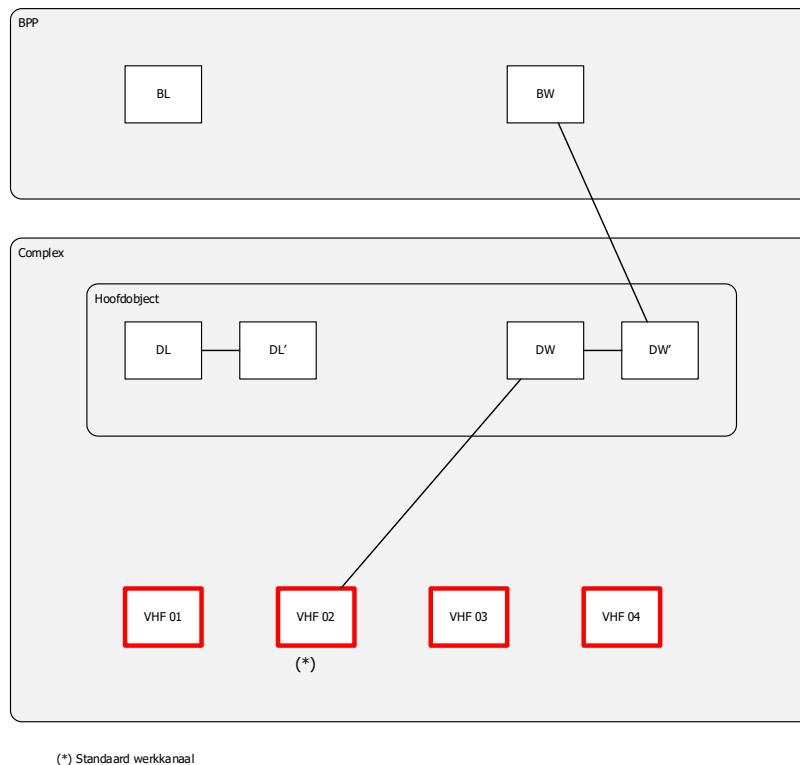 BPP
BL
BW
Complex
Hoofdobject
DL
DL’
DW
DW’
VHF 01
VHF 02
VHF 03
VHF 04
(*)
(*) Standaard werkkanaal